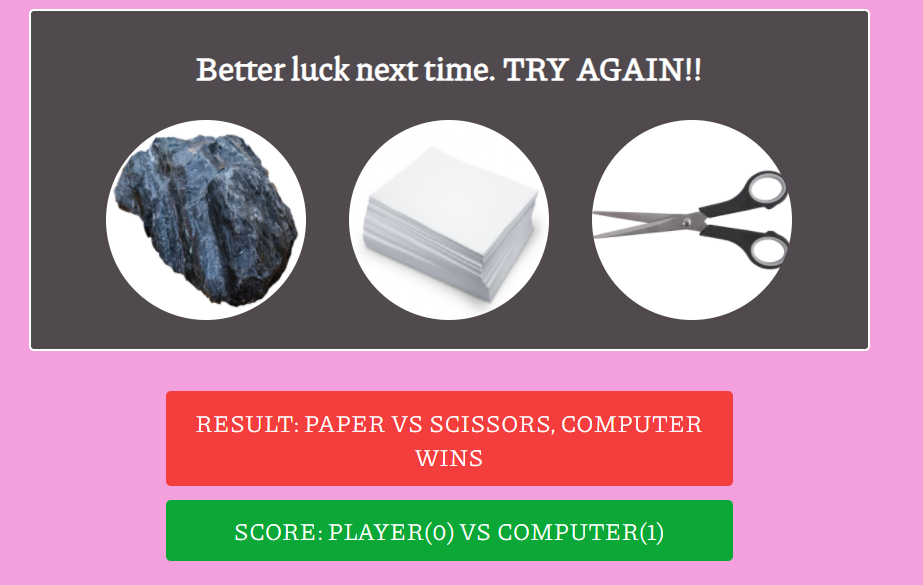 Better luck next time. TRY AGAIN!!
RESULT: PAPER VS SCISSORS, COMPUTER
WINS
SCORE: PLAYER(0) VS COMPUTER(1)